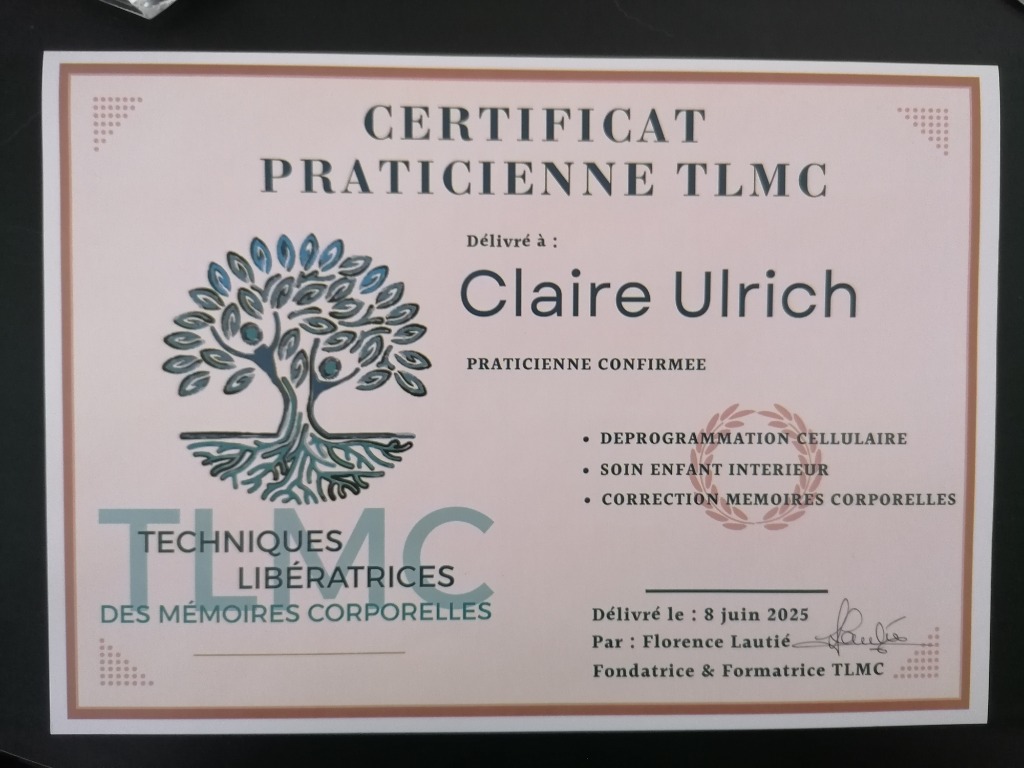 CERTIFICAT
PRATICIENNE TLMC
Délivré à :
Claire Ulrich
PRATICIENNE CONFIRMEE
• DEPROGRAMMATION CELLULAIRE
• SOIN ENFANT INTERIEUR
• CORRECTION MEMOIRES CORPORELLES
TLMC
TECHNIQUES
LIBÉRATRICES
DES MÉMOIRES CORPORELLES
Délivré le : 8 juin 2025
Par : Florence Lautié
Fondatrice & Formatrice TLMC